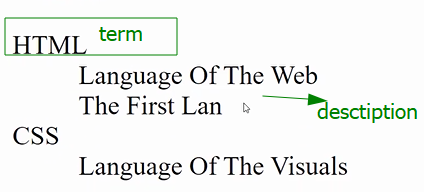 HTML term
Language Of The Web
The First Lan
desctiption
CSS
Language Of The Visuals